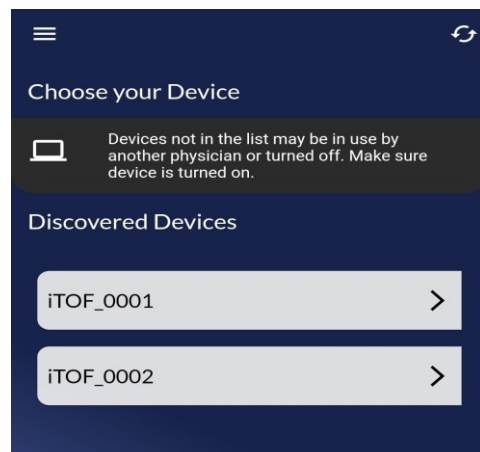 Choose your Device
Devices not in the list may be in use by
another physician or turned off. Make sure
device is turned on.
Discovered Devices
iTOF_0001
iTOF_0002